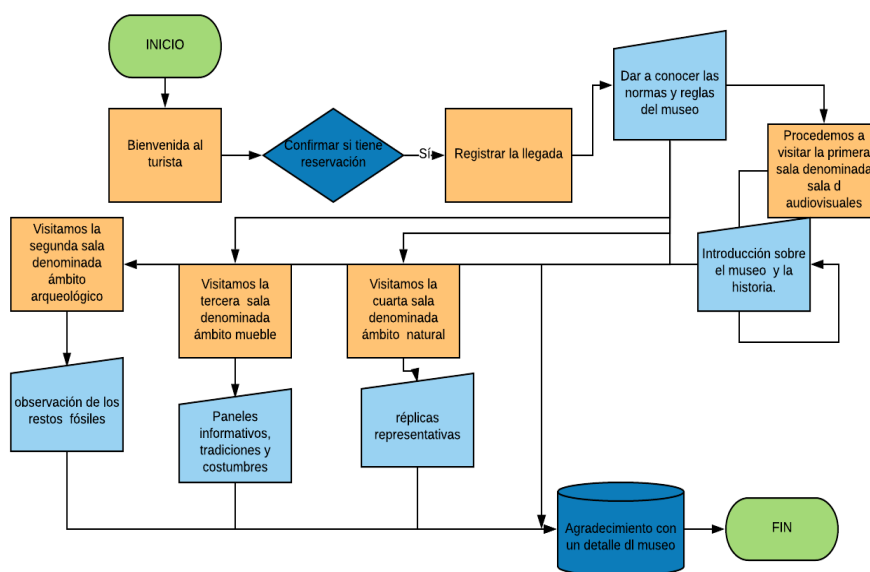 INICIO
Bienvenida al
turista
Confirmar si tiene
reservación
Sí
Registrar la llegada
Dar a conocer las
normas y reglas
del museo
Procedemos a
visitar la primera
sala denominada
sala d
audiovisuales
Introducción sobre
el museo y la
historia.
Visitamos la
segunda sala
denominada
ámbito
arqueológico
Visitamos la
tercera sala
denominada
ámbito mueble
Visitamos la
cuarta sala
denominada
ámbito natural
observación de los
restos fósiles
Paneles
informativos,
tradiciones y
costumbres
réplicas
representativas
Agradecimiento con
un detalle dl museo
FIN